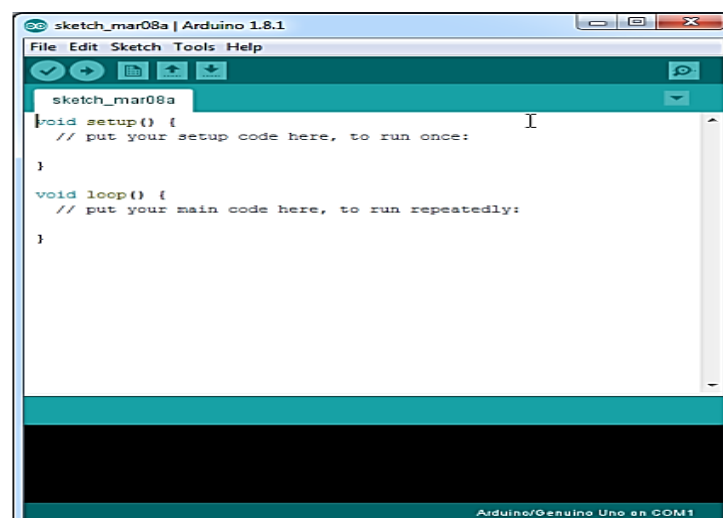 sketch_mar08a | Arduino 1.8.1
File Edit Sketch Tools Help
sketch_mar08a
void setup() {
  // put your setup code here, to run once:
}
void loop() {
  // put your main code here, to run repeatedly:
}
Arduino/Genuino Uno on COM1